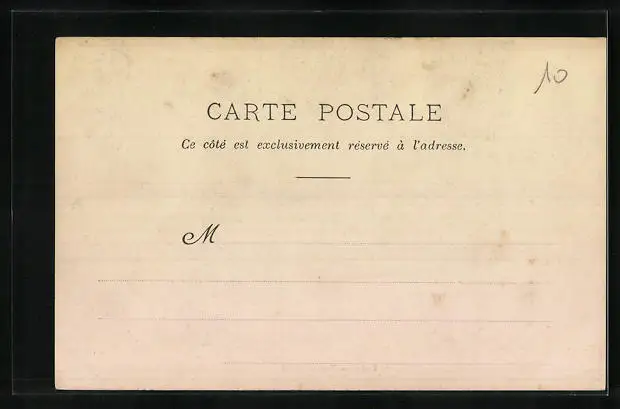 10
CARTE POSTALE
Ce côté est exclusivement réservé à l'adresse.
M